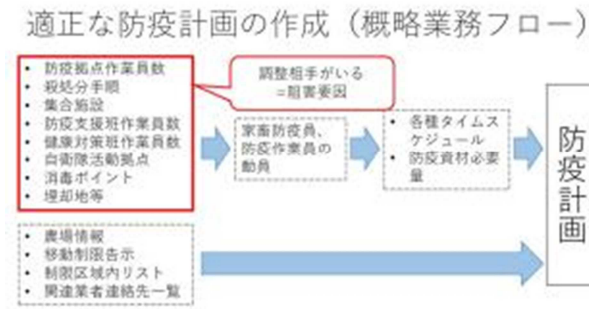 適正な防疫計画の作成（概略業務フロー）
• 防疫拠点作業員数
• 殺処分手順
• 集合施設
• 防疫支援班作業員数
• 健康対策班作業員数
• 自衛隊活動拠点
• 消毒ポイント
• 埋却地等
調整相手がいる
=阻害要因
家畜防疫員、
防疫作業員の
動員
• 各種タイムス
ケジュール
• 防疫資材必要
量
防疫計画
• 農場情報
• 移動制限告示
• 制限区域内リスト
• 関連業者連絡先一覧